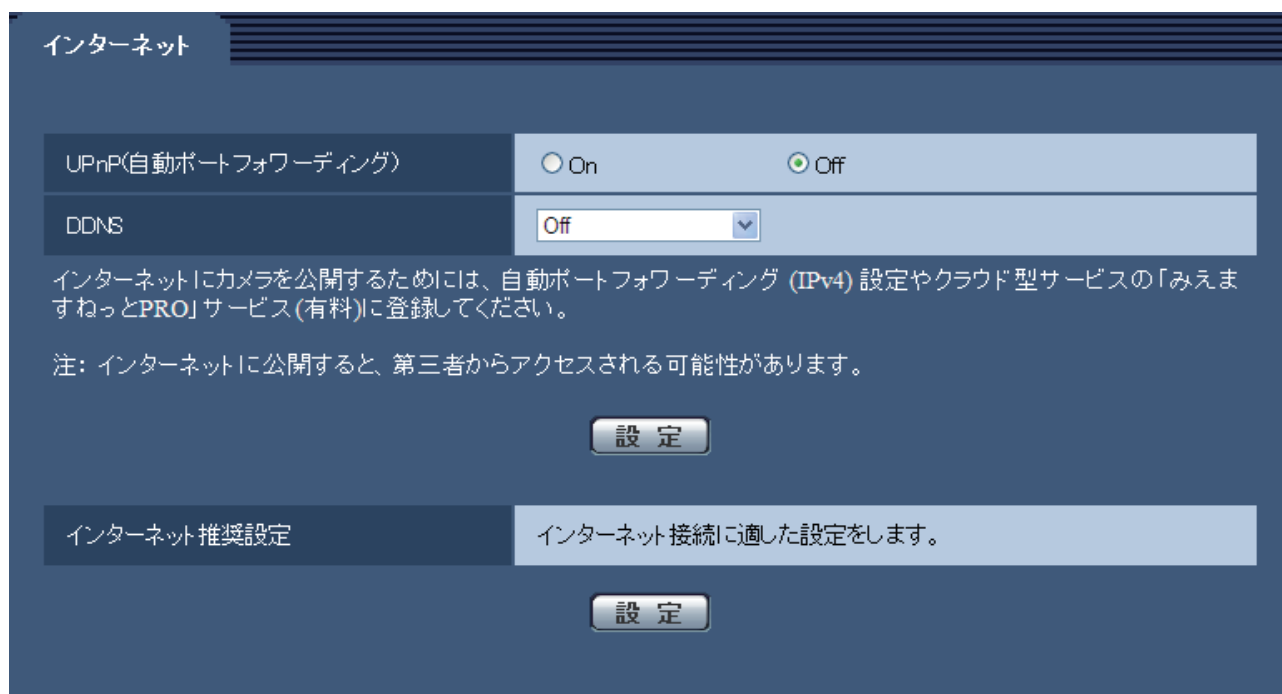 インターネット
UPnP(自動ポートフォワーディング)
On
Off
DDNS
Off
インターネットにカメラを公開するためには、自動ポートフォワーディング (IPv4) 設定やクラウド型サービスの「みえま
すねっとPRO」サービス(有料)に登録してください。
注: インターネットに公開すると、第三者からアクセスされる可能性があります。
設 定
インターネット推奨設定
インターネット接続に適した設定をします。
設 定